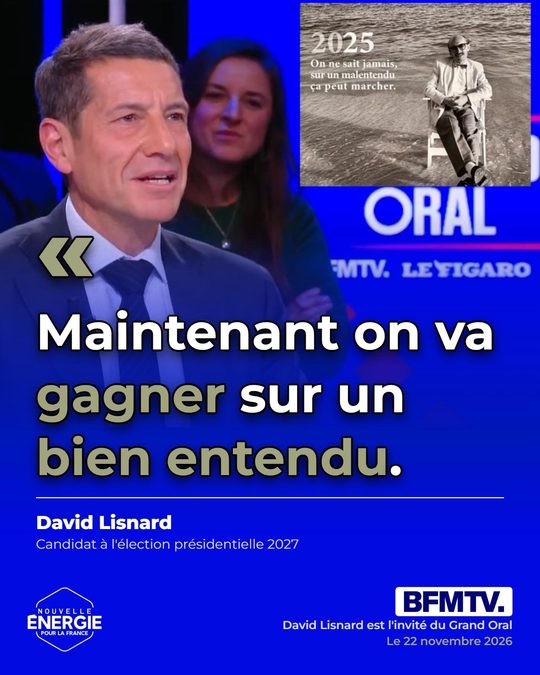 2025
On ne sait jamais,
sur un malentendu
ça peut marcher.
ORAL
FMTV. LE FIGARO
«
Maintenant on va
gagner sur un
bien entendu.
David Lisnard
Candidat à l'élection présidentielle 2027
NOUVELLE
ENERGIE
POUR LA FRANCE
BFMTV.
David Lisnard est l'invité du Grand Oral
Le 22 novembre 2026